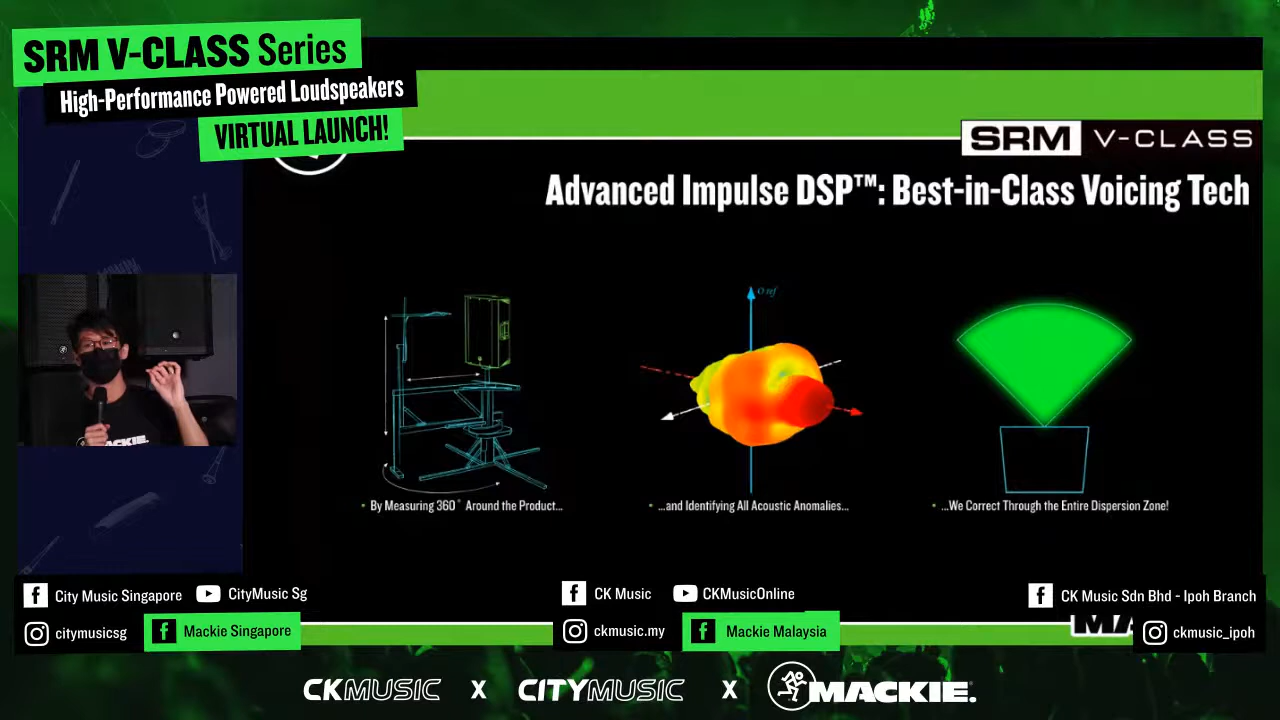 SRM V-CLASS Series
High-Performance Powered Loudspeakers
VIRTUAL LAUNCH!
SRM V-CLASS
Advanced Impulse DSP™: Best-in-Class Voicing Tech
0 ref
MACKIE.
• By Measuring 360° Around the Product...
• ...and Identifying All Acoustic Anomalies...
• ...We Correct Through the Entire Dispersion Zone!
City Music Singapore
CityMusic Sg
citymusicsg
Mackie Singapore
CK Music
CKMusicOnline
ckmusic.my
Mackie Malaysia
CK Music Sdn Bhd - Ipoh Branch
ckmusic_ipoh
CKMUSIC X CITYMUSIC X MACKIE.